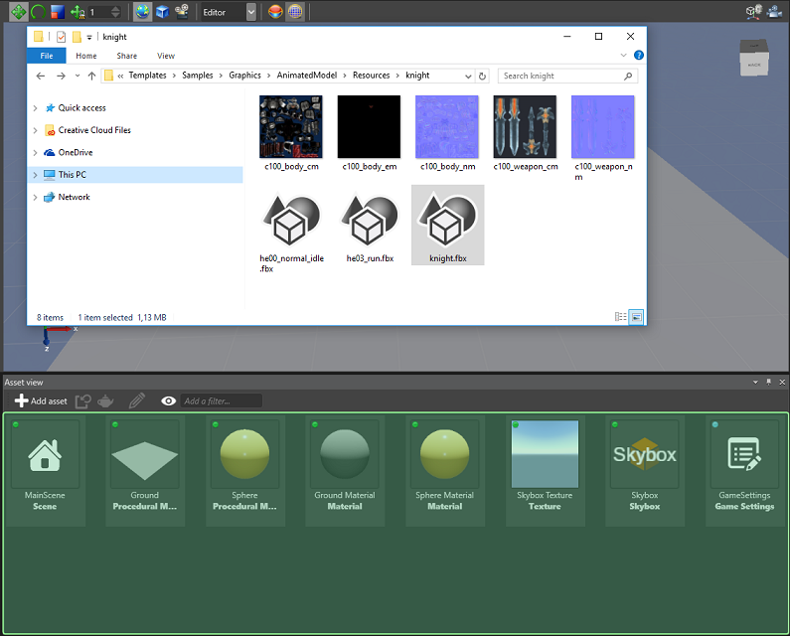 1 Editor
knight
File Home Share View
« Templates > Samples > Graphics > AnimatedModel > Resources > knight Search knight
Quick access
Creative Cloud Files
OneDrive
This PC
Network
c100_body_cm c100_body_em c100_body_nm c100_weapon_cm c100_weapon_n
m
he00_normal_idle he03_run.fbx knight.fbx
.fbx
8 items 1 item selected 1,13 MB
x
z
Asset view
Add asset Add a filter...
Skybox
MainScene Ground Sphere Ground Material Sphere Material Skybox Texture Skybox GameSettings
Scene Procedural M... Procedural M... Material Material Texture Skybox Game Settings